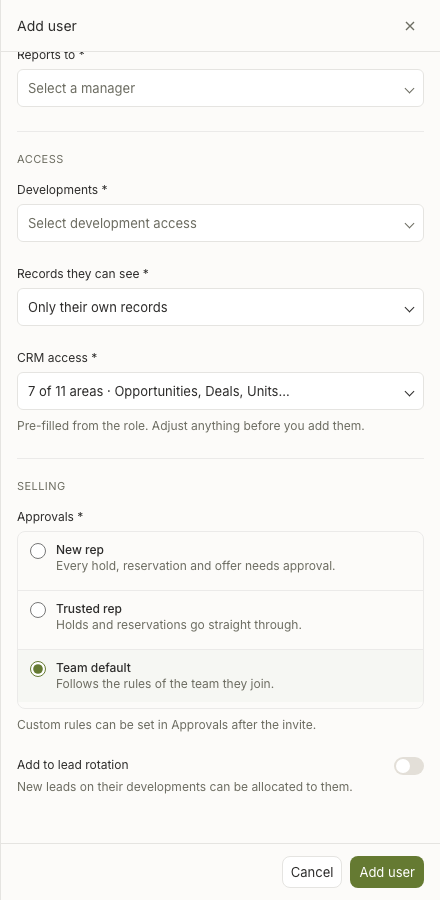 Add user
Reports to *
Select a manager
ACCESS
Developments *
Select development access
Records they can see *
Only their own records
CRM access *
7 of 11 areas · Opportunities, Deals, Units...
Pre-filled from the role. Adjust anything before you add them.
SELLING
Approvals *
New rep
Every hold, reservation and offer needs approval.
Trusted rep
Holds and reservations go straight through.
Team default
Follows the rules of the team they join.
Custom rules can be set in Approvals after the invite.
Add to lead rotation
New leads on their developments can be allocated to them.
Cancel
Add user